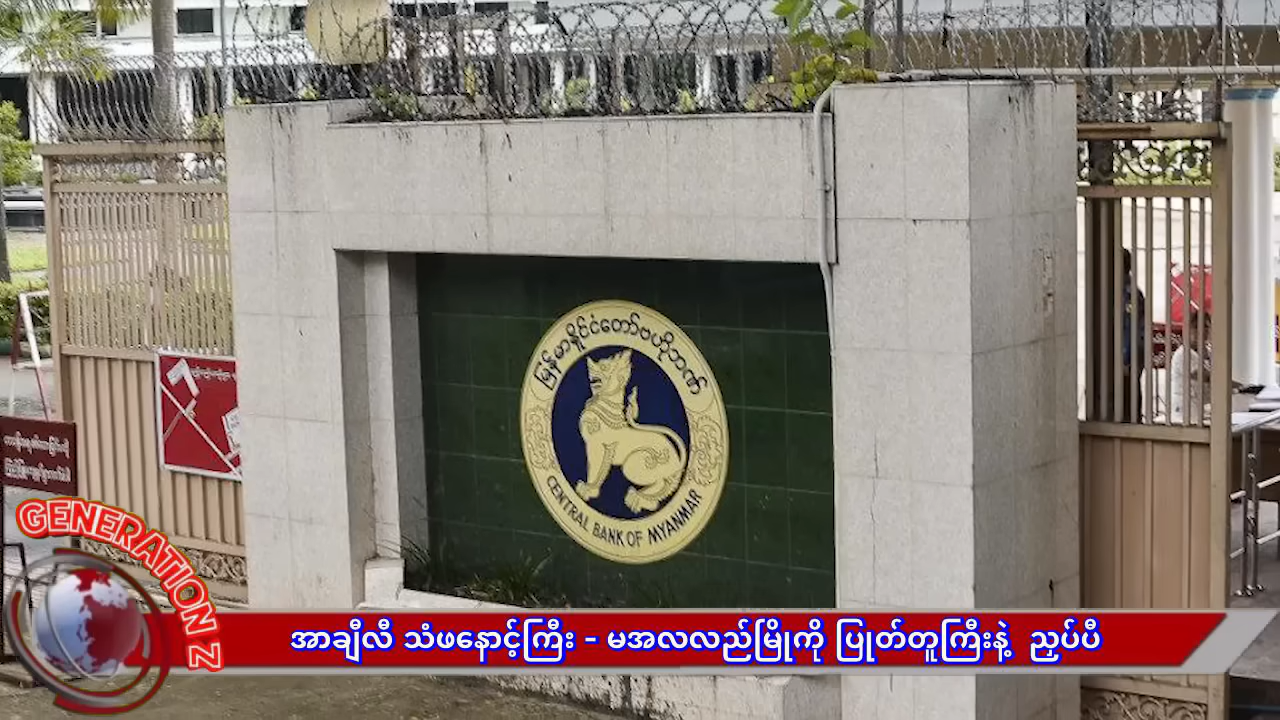 မြန်မာနိုင်ငံတော်ဗဟိုဘဏ်
CENTRAL BANK OF MYANMAR
GENERATION Z
အာချီလီ သံဖနောင့်ကြီး - မအလလည်မြိုကို ပြုတ်တူကြီးနဲ့ ညှပ်ပီ